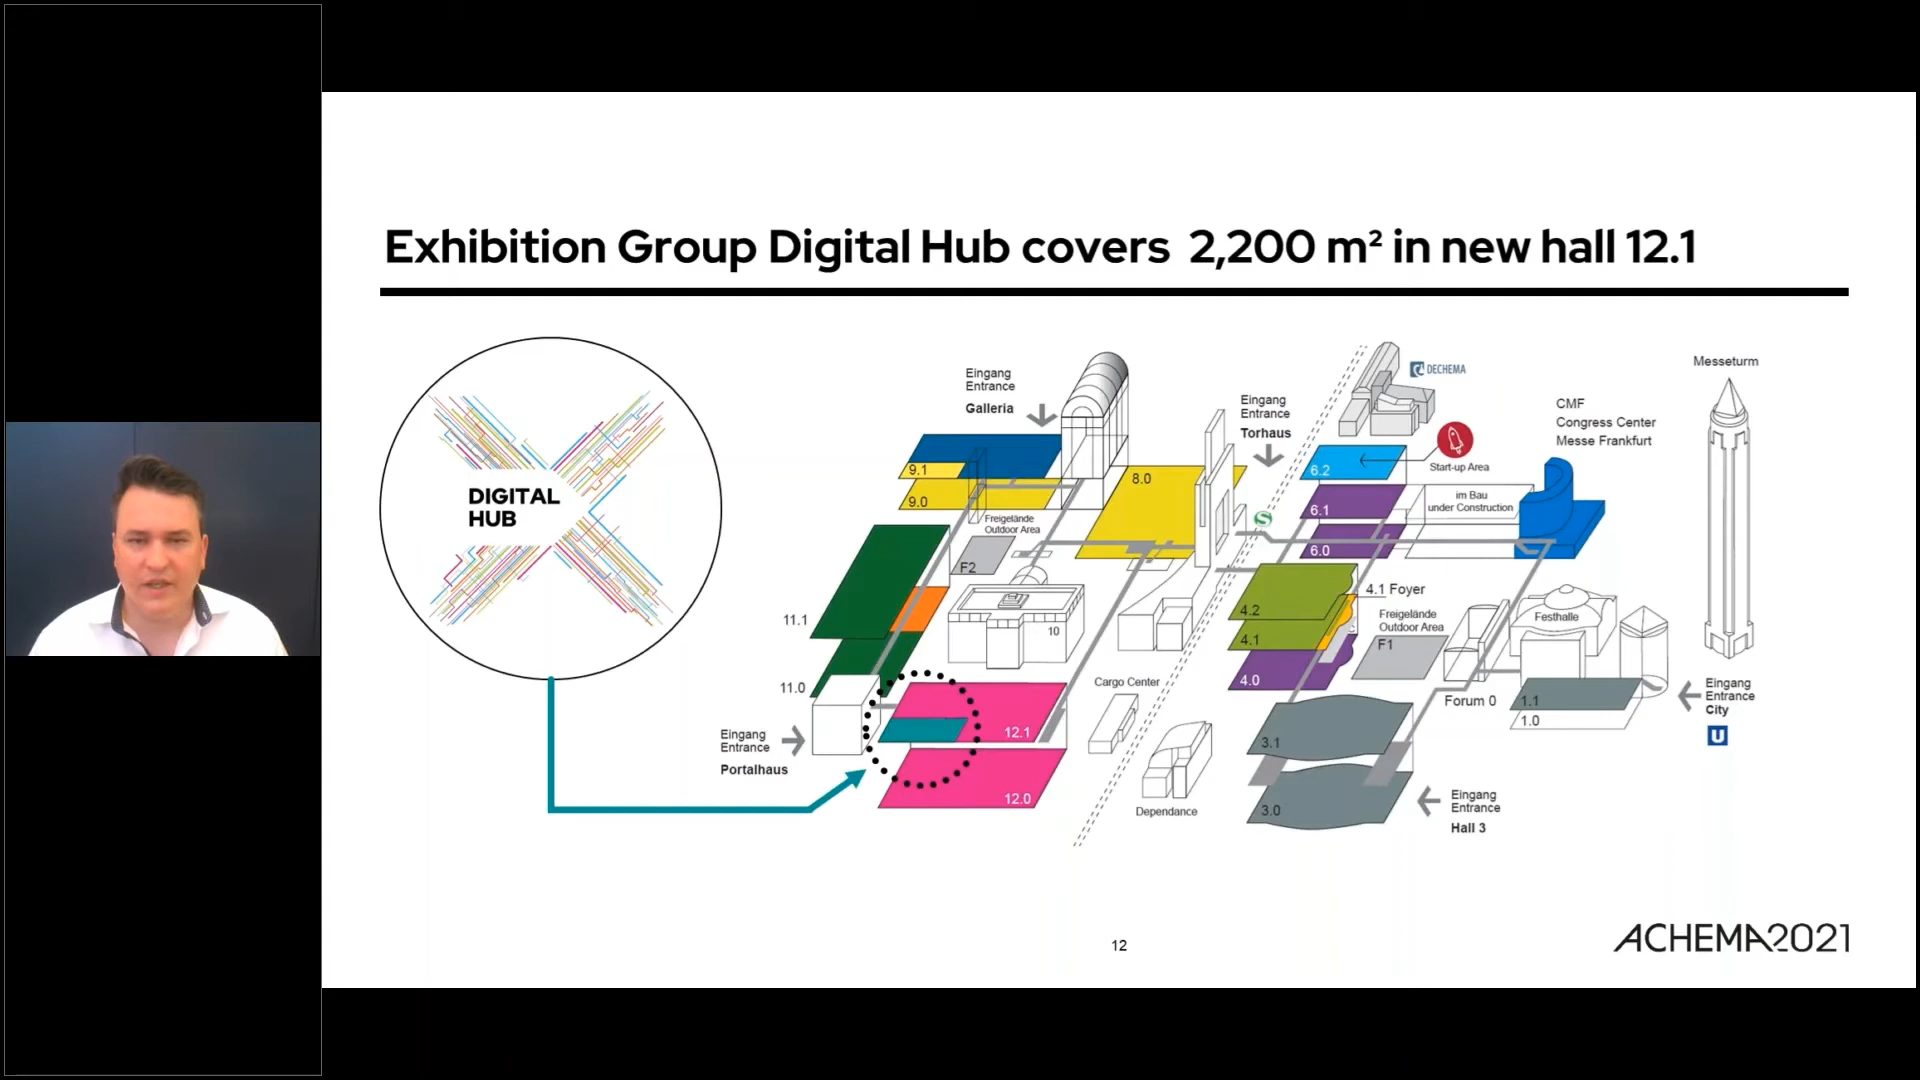 Exhibition Group Digital Hub covers 2,200 m² in new hall 12.1
DIGITAL
HUB
Eingang
Entrance
Galleria
9.1
9.0
8.0
Freigelände
Outdoor Area
F2
11.1
11.0
10
Eingang
Entrance
Portalhaus
12.1
12.0
Cargo Center
Dependance
Eingang
Entrance
Torhaus
S
DECHEMA
6.2
Start-up Area
6.1
im Bau
under Construction
6.0
CMF
Congress Center
Messe Frankfurt
Messeturm
4.2
4.1
4.0
4.1 Foyer
Freigelände
Outdoor Area
F1
Festhalle
Forum 0
1.1
1.0
Eingang
Entrance
City
U
3.1
3.0
Eingang
Entrance
Hall 3
12
ACHEMA2021